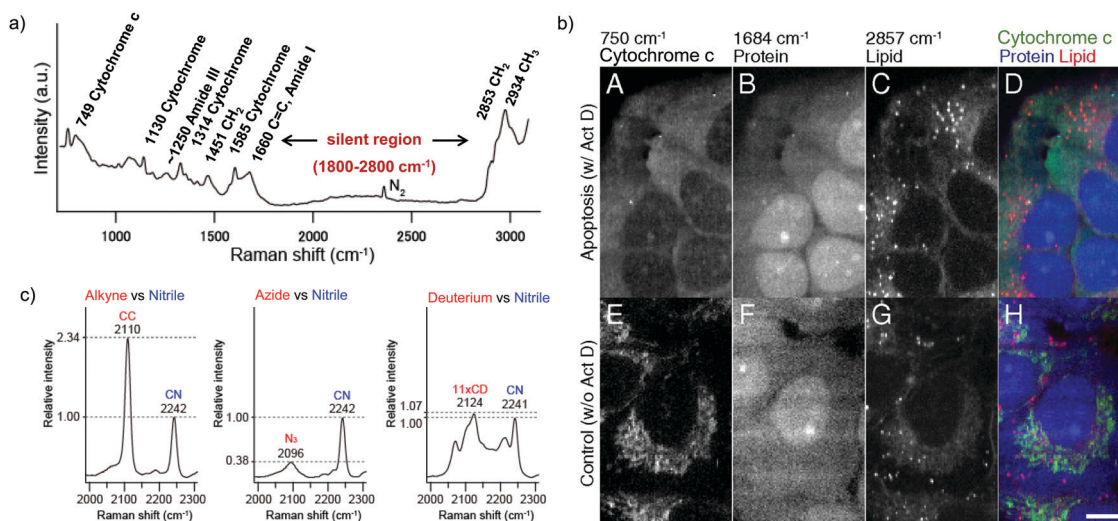 a)
Intensity (a.u.)
749 Cytochrome c
1130 Cytochrome
~1250 Amide III
1314 Cytochrome
1451 CH2
1585 Cytochrome
1660 C=C, Amide I
silent region
(1800-2800 cm-1)
N2
2853 CH2
2934 CH3
1000 1500 2000 2500 3000
Raman shift (cm-1)
b)
750 cm-1 1684 cm-1 2857 cm-1 Cytochrome c
Cytochrome c Protein Lipid Protein Lipid
Apoptosis (w/ Act D)
A B C D
Control (w/o Act D)
E F G H
c)
Alkyne vs Nitrile
Relative intensity
2.34
1.00
CC
2110
CN
2242
2000 2100 2200 2300
Raman shift (cm-1)
Azide vs Nitrile
Relative intensity
1.00
0.38
N3
2096
CN
2242
2000 2100 2200 2300
Raman shift (cm-1)
Deuterium vs Nitrile
Relative intensity
1.07
1.00
11xCD
2124
CN
2241
2000 2100 2200 2300
Raman shift (cm-1)